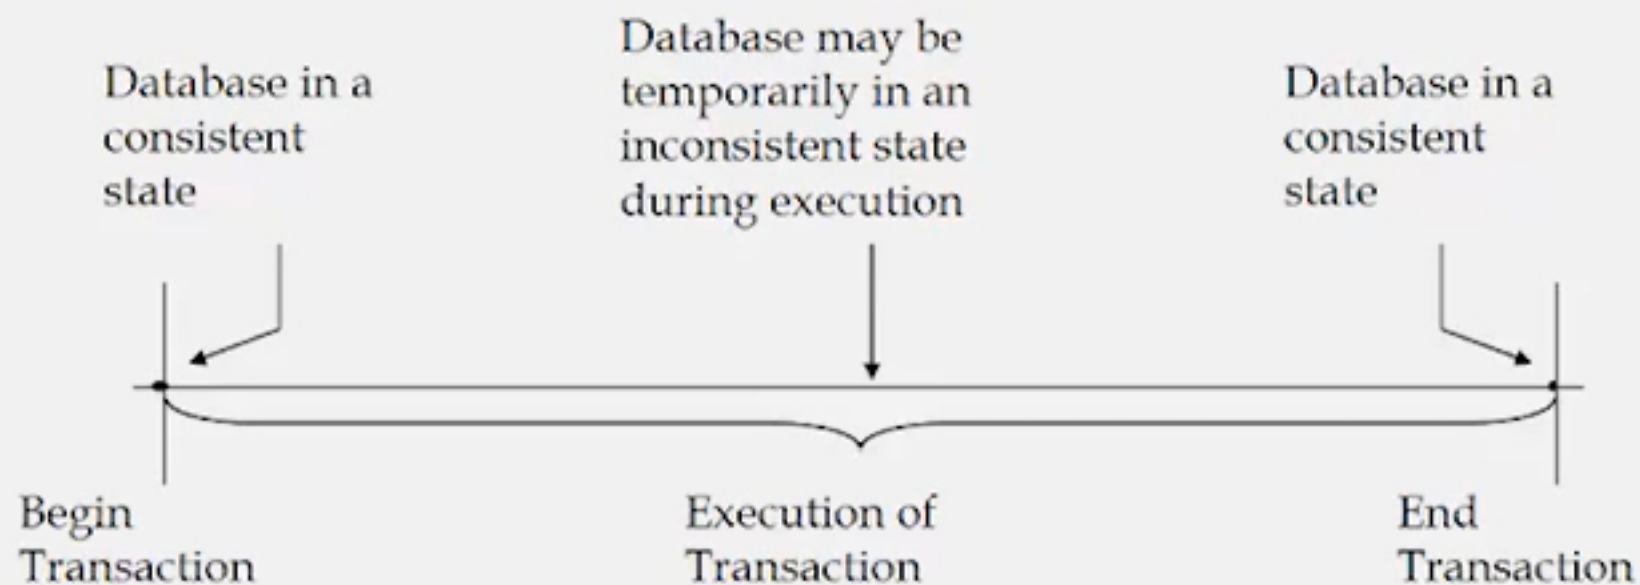 Database in a
consistent
state
Database may be
temporarily in an
inconsistent state
during execution
Database in a
consistent
state
Begin
Transaction
Execution of
Transaction
End
Transaction